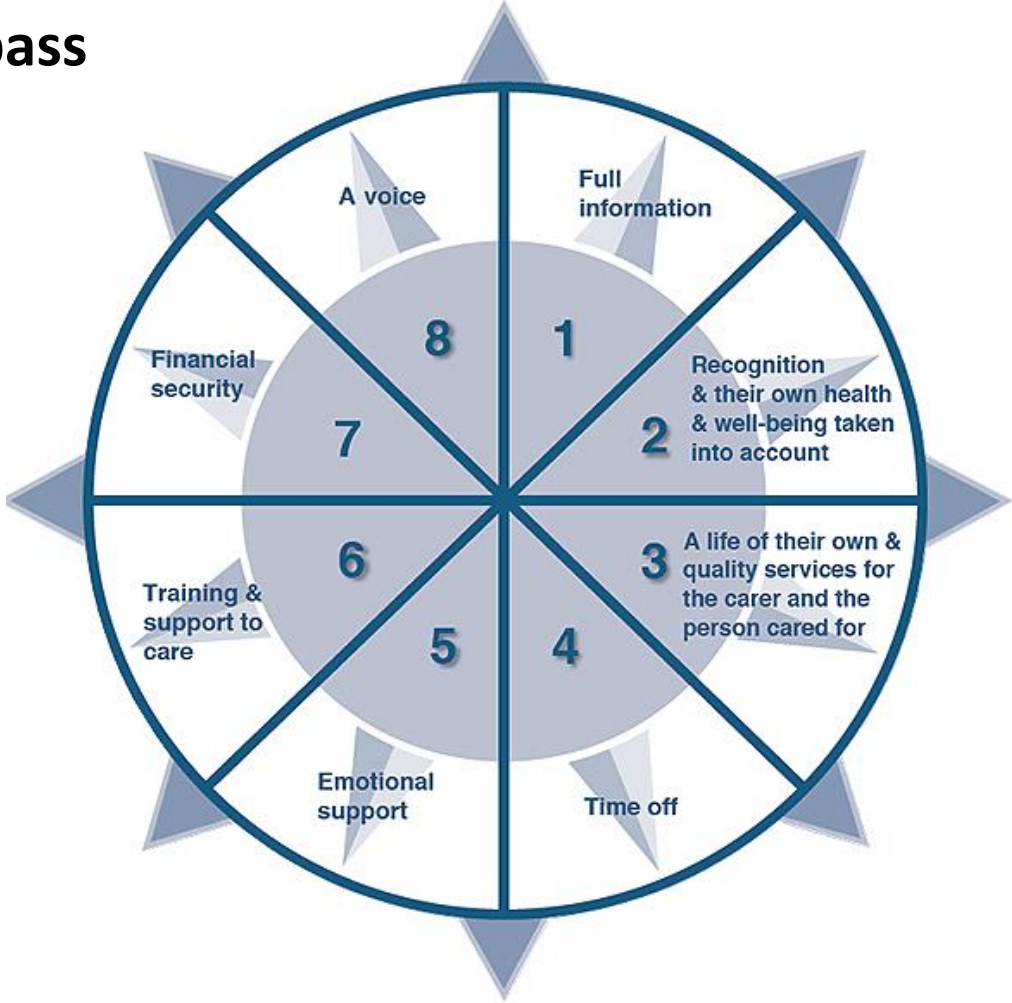 1
Full
information
2
Recognition
& their own health
& well-being taken
into account
3
A life of their own &
quality services for
the carer and the
person cared for
4
Time off
5
Emotional
support
6
Training &
support to
care
7
Financial
security
8
A voice